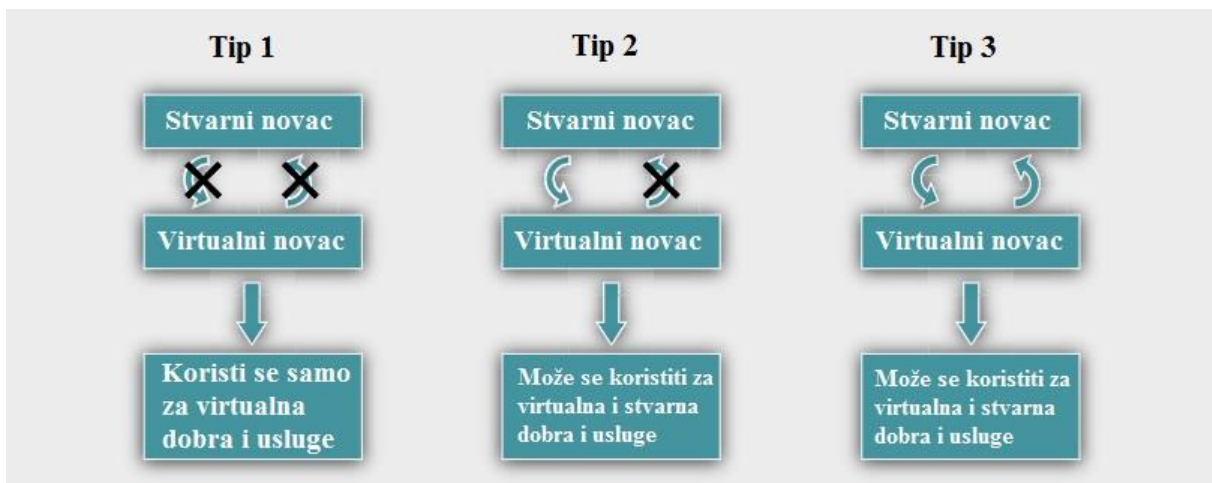 Tip 1
Tip 2
Tip 3
Stvarni novac
Stvarni novac
Stvarni novac
Virtualni novac
Virtualni novac
Virtualni novac
Koristi se samo
za virtualna
dobra i usluge
Može se koristiti za
virtualna i stvarna
dobra i usluge
Može se koristiti za
virtualna i stvarna
dobra i usluge